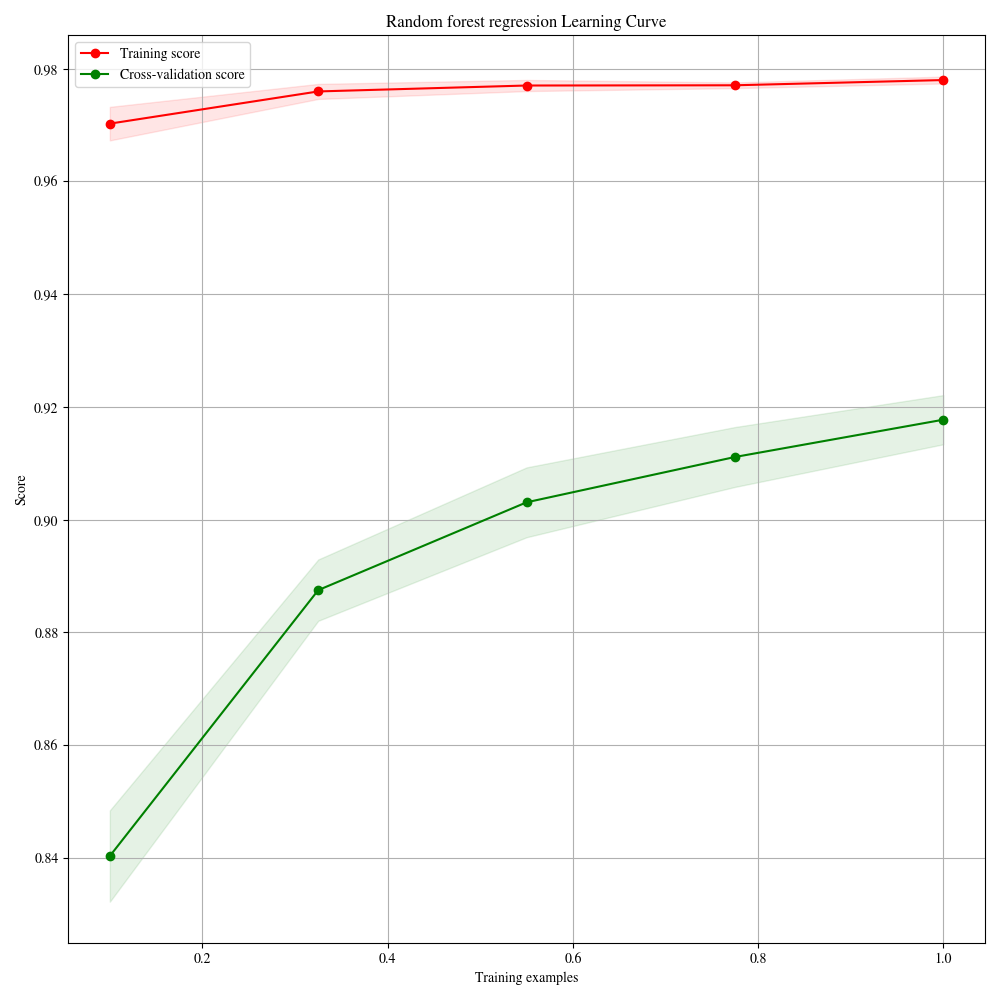 Random forest regression Learning Curve
Training score
Cross-validation score
0.98
0.96
0.94
0.92
0.90
0.88
0.86
0.84
Score
0.2
0.4
0.6
0.8
1.0
Training examples